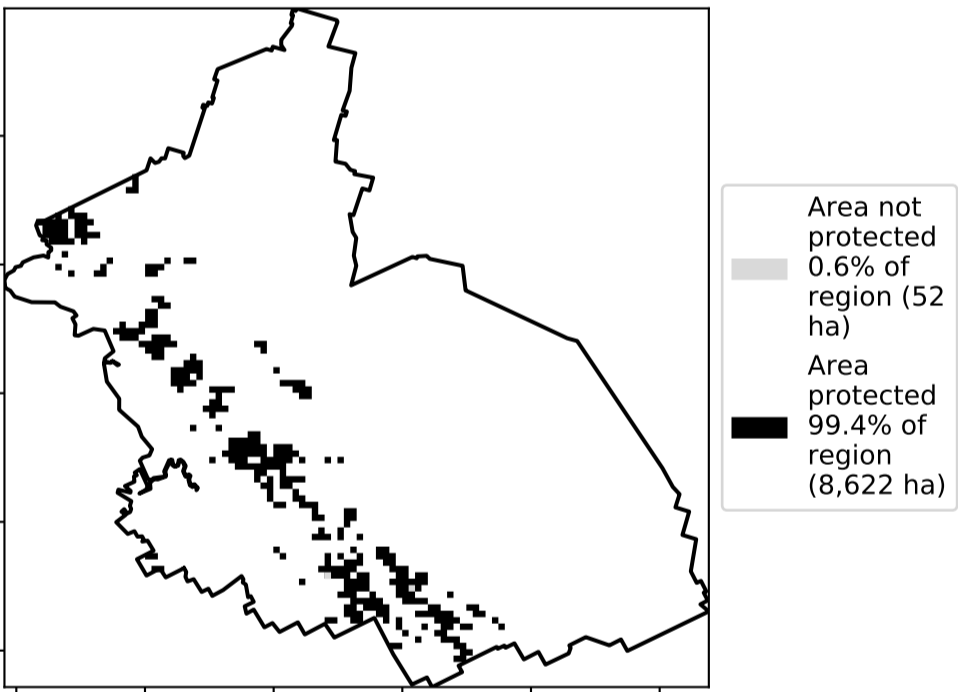 Area not
protected
0.6% of
region (52
ha)
Area
protected
99.4% of
region
(8,622 ha)